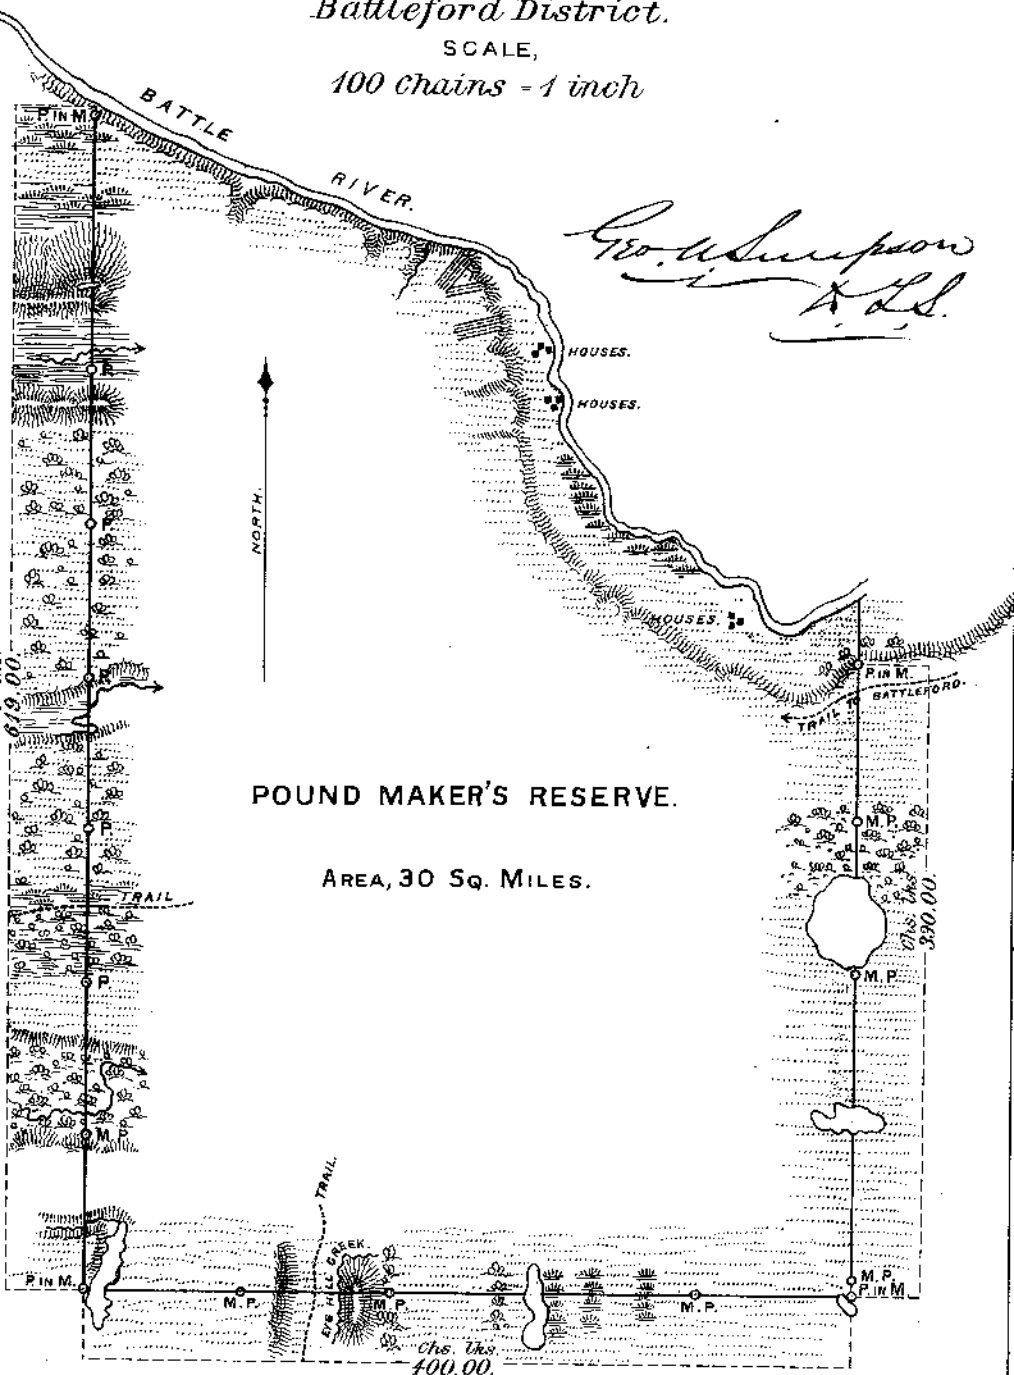 Battleford District.
SCALE,
100 Chains = 1 inch
P. IN M.
BATTLE
RIVER.
Geo. A Simpson
D. L. S.
HOUSES.
P.
HOUSES.
NORTH.
P.
HOUSES.
P. IN M.
TRAIL TO BATTLEFORD.
P.
619.00
POUND MAKER'S RESERVE.
M.P.
P.
AREA, 30 SQ. MILES.
TRAIL
Chs. lks
330.00.
M.P.
P.
M.P.
TRAIL.
EYE HILL CREEK
P. IN M.
M.P.
M.P.
M.P.
M.P.
P. IN M
Chs. lks
400.00.